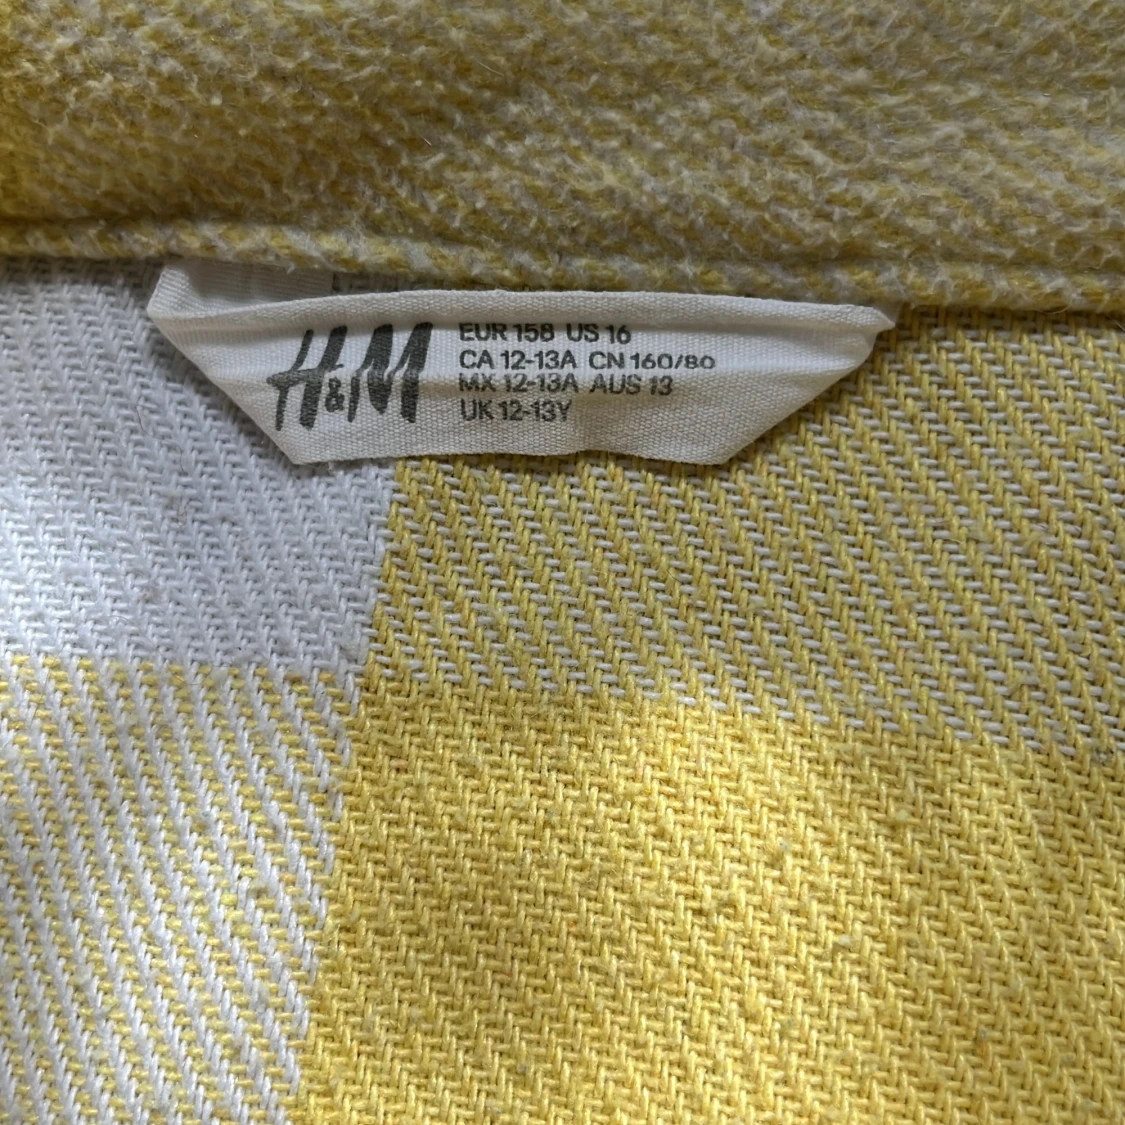 H&M
EUR 158 US 16
CA 12-13A CN 160/80
MX 12-13A AUS 13
UK 12-13Y